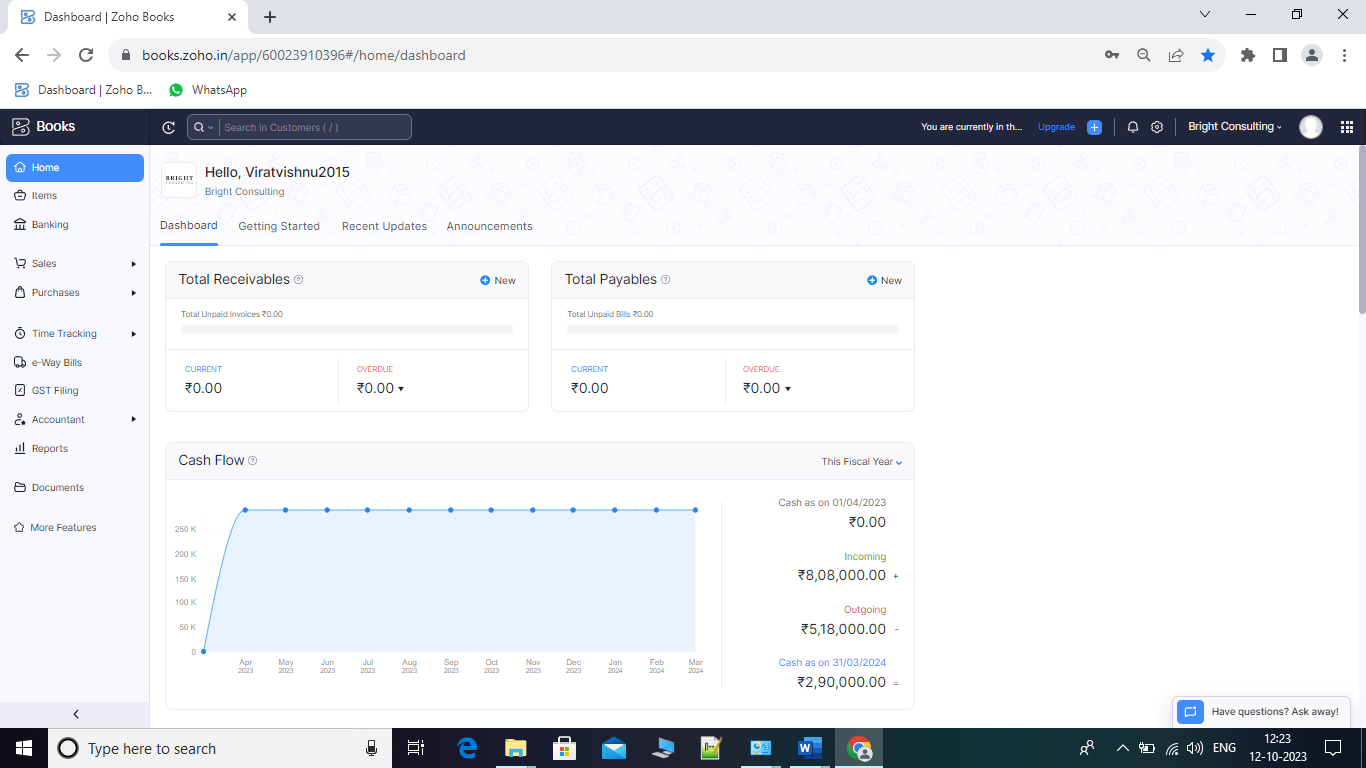 Dashboard | Zoho Books
books.zoho.in/app/60023910396#/home/dashboard
Dashboard | Zoho B...
WhatsApp
Books
Search in Customers ( / )
You are currently in th...
Upgrade
Bright Consulting
Home
Items
Banking
Sales
Purchases
Time Tracking
e-Way Bills
GST Filing
Accountant
Reports
Documents
More Features
BRIGHT
CONSULTING
Hello, Viratvishnu2015
Bright Consulting
Dashboard Getting Started Recent Updates Announcements
Total Receivables
New
Total Unpaid Invoices ₹0.00
CURRENT
₹0.00
OVERDUE
₹0.00
Total Payables
New
Total Unpaid Bills ₹0.00
CURRENT
₹0.00
OVERDUE
₹0.00
Cash Flow
This Fiscal Year
250 K
200 K
150 K
100 K
50 K
0
Apr 2023
May 2023
Jun 2023
Jul 2023
Aug 2023
Sep 2023
Oct 2023
Nov 2023
Dec 2023
Jan 2024
Feb 2024
Mar 2024
Cash as on 01/04/2023
₹0.00
Incoming
₹8,08,000.00 +
Outgoing
₹5,18,000.00 -
Cash as on 31/03/2024
₹2,90,000.00 =
Have questions? Ask away!
Type here to search
ENG
12:23
12-10-2023